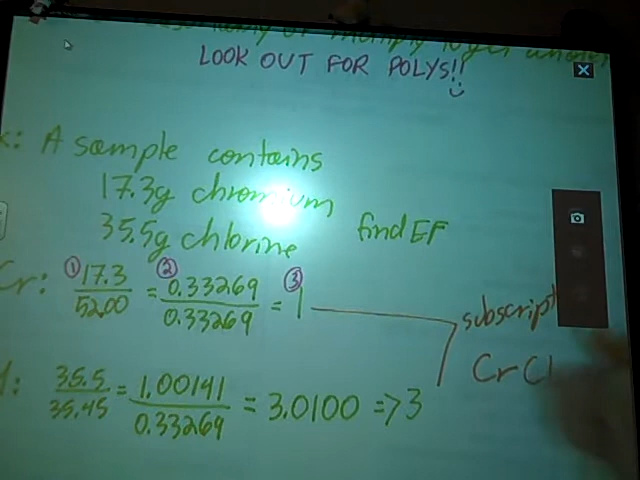 LOOK OUT FOR POLYS!!
x: A sample contains
17.3g chromium
35.5g chlorine find EF
Cr: ① 17.3/52.00 = ② 0.33269/0.33269 = ③ 1
subscript
CrCl
l: 35.5/35.45 = 1.00141/0.33269 = 3.0100 => 3